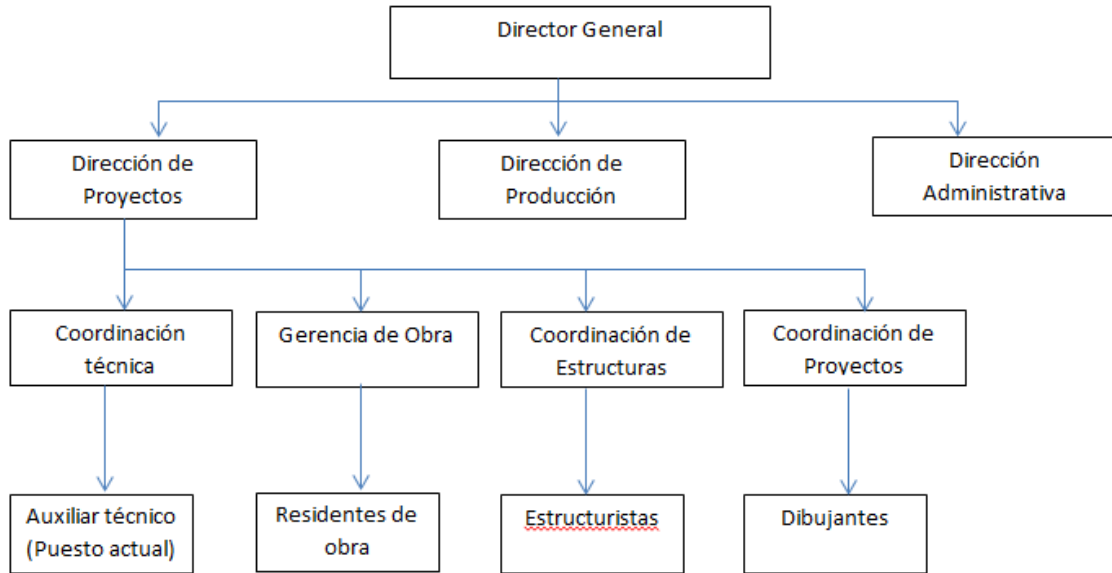 Director General
Dirección de
Proyectos
Dirección de
Producción
Dirección
Administrativa
Coordinación
técnica
Gerencia de Obra
Coordinación de
Estructuras
Coordinación de
Proyectos
Auxiliar técnico
(Puesto actual)
Residentes de
obra
Estructuristas
Dibujantes